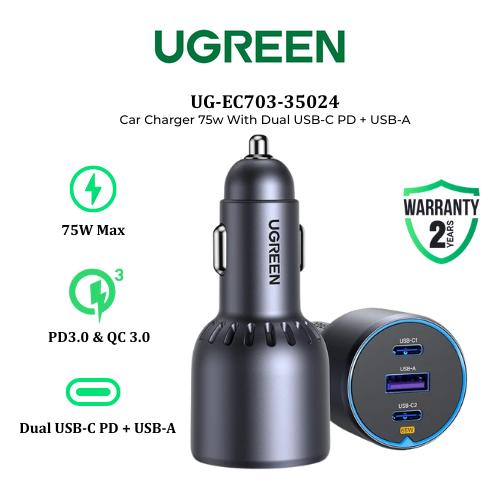 UGREEN
UG-EC703-35024
Car Charger 75w With Dual USB-C PD + USB-A
75W Max
3
PD3.0 & QC 3.0
Dual USB-C PD + USB-A
UGREEN
WARRANTY
2 YEARS
USB-C1
USB-A
USB-C2
65W